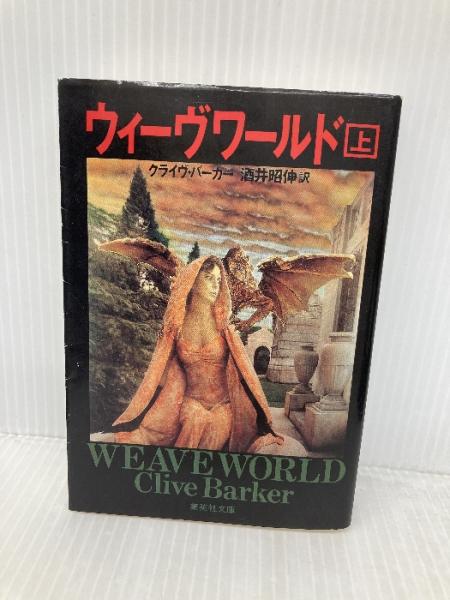 ウィーヴワールド上
クライヴ・バーカー 酒井昭伸訳
WEAVEWORLD
Clive Barker
集英社文庫